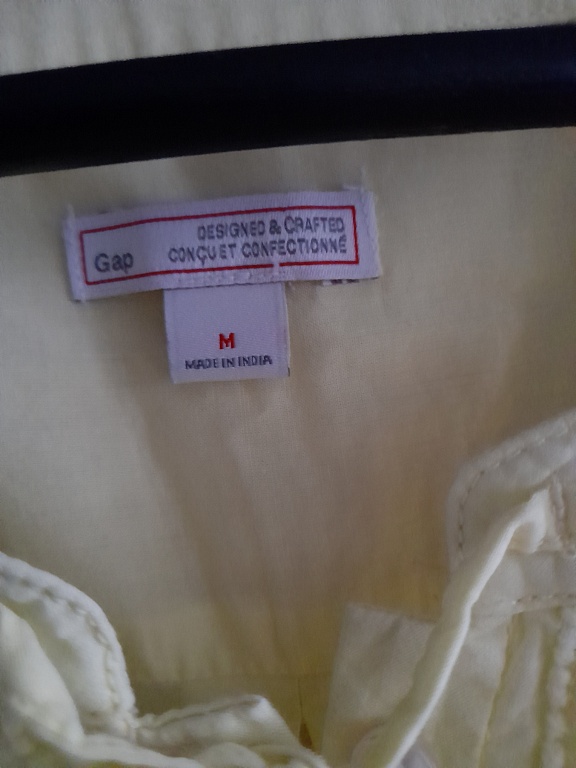 Gap
DESIGNED & CRAFTED
CONÇU ET CONFECTIONNÉ
M
MADE IN INDIA